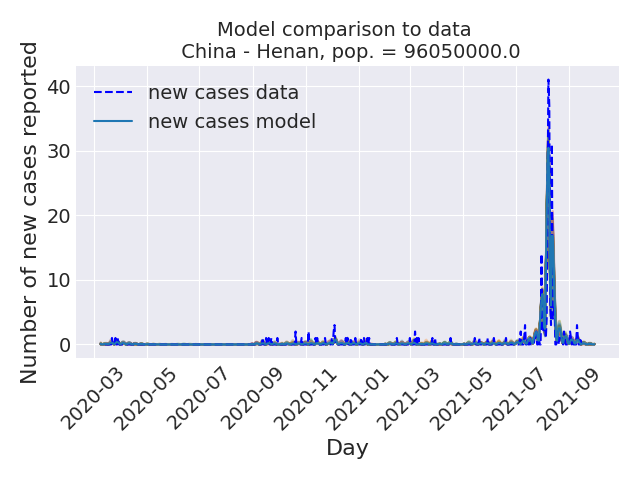 Model comparison to data
China - Henan, pop. = 96050000.0
Number of new cases reported
40
30
20
10
0
new cases data
new cases model
2020-03
2020-05
2020-07
2020-09
2020-11
2021-01
2021-03
2021-05
2021-07
2021-09
Day